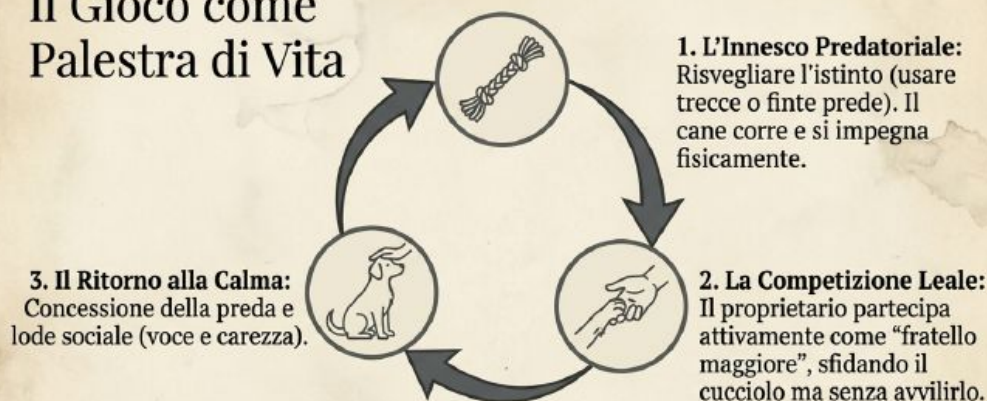 Il Gioco come
Palestra di Vita
1. L'Innesco Predatoriale:
Risvegliare l'istinto (usare
trecce o finte prede). Il
cane corre e si impegna
fisicamente.
2. La Competizione Leale:
Il proprietario partecipa
attivamente come “fratello
maggiore”, sfidando il
cucciolo ma senza avvilirlo.
3. Il Ritorno alla Calma:
Concessione della preda e
lode sociale (voce e carezza).